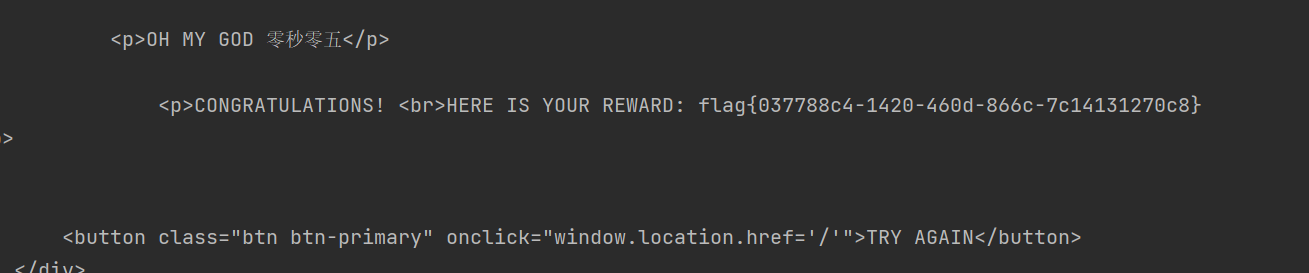 <p>OH MY GOD 零秒零五</p>
<p>CONGRATULATIONS! <br>HERE IS YOUR REWARD: flag{037788c4-1420-460d-866c-7c14131270c8}
>
<button class="btn btn-primary" onclick="window.location.href='/'">TRY AGAIN</button>
</div>